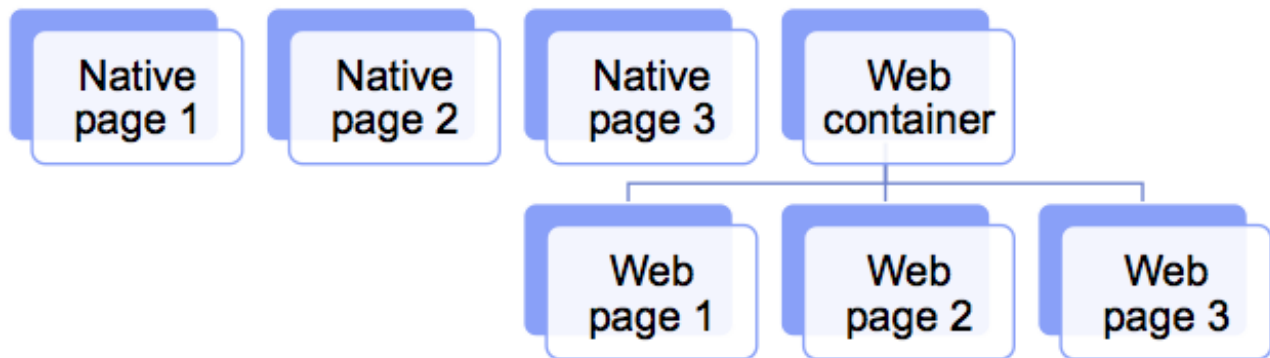 Native
page 1
Native
page 2
Native
page 3
Web
container
Web
page 1
Web
page 2
Web
page 3